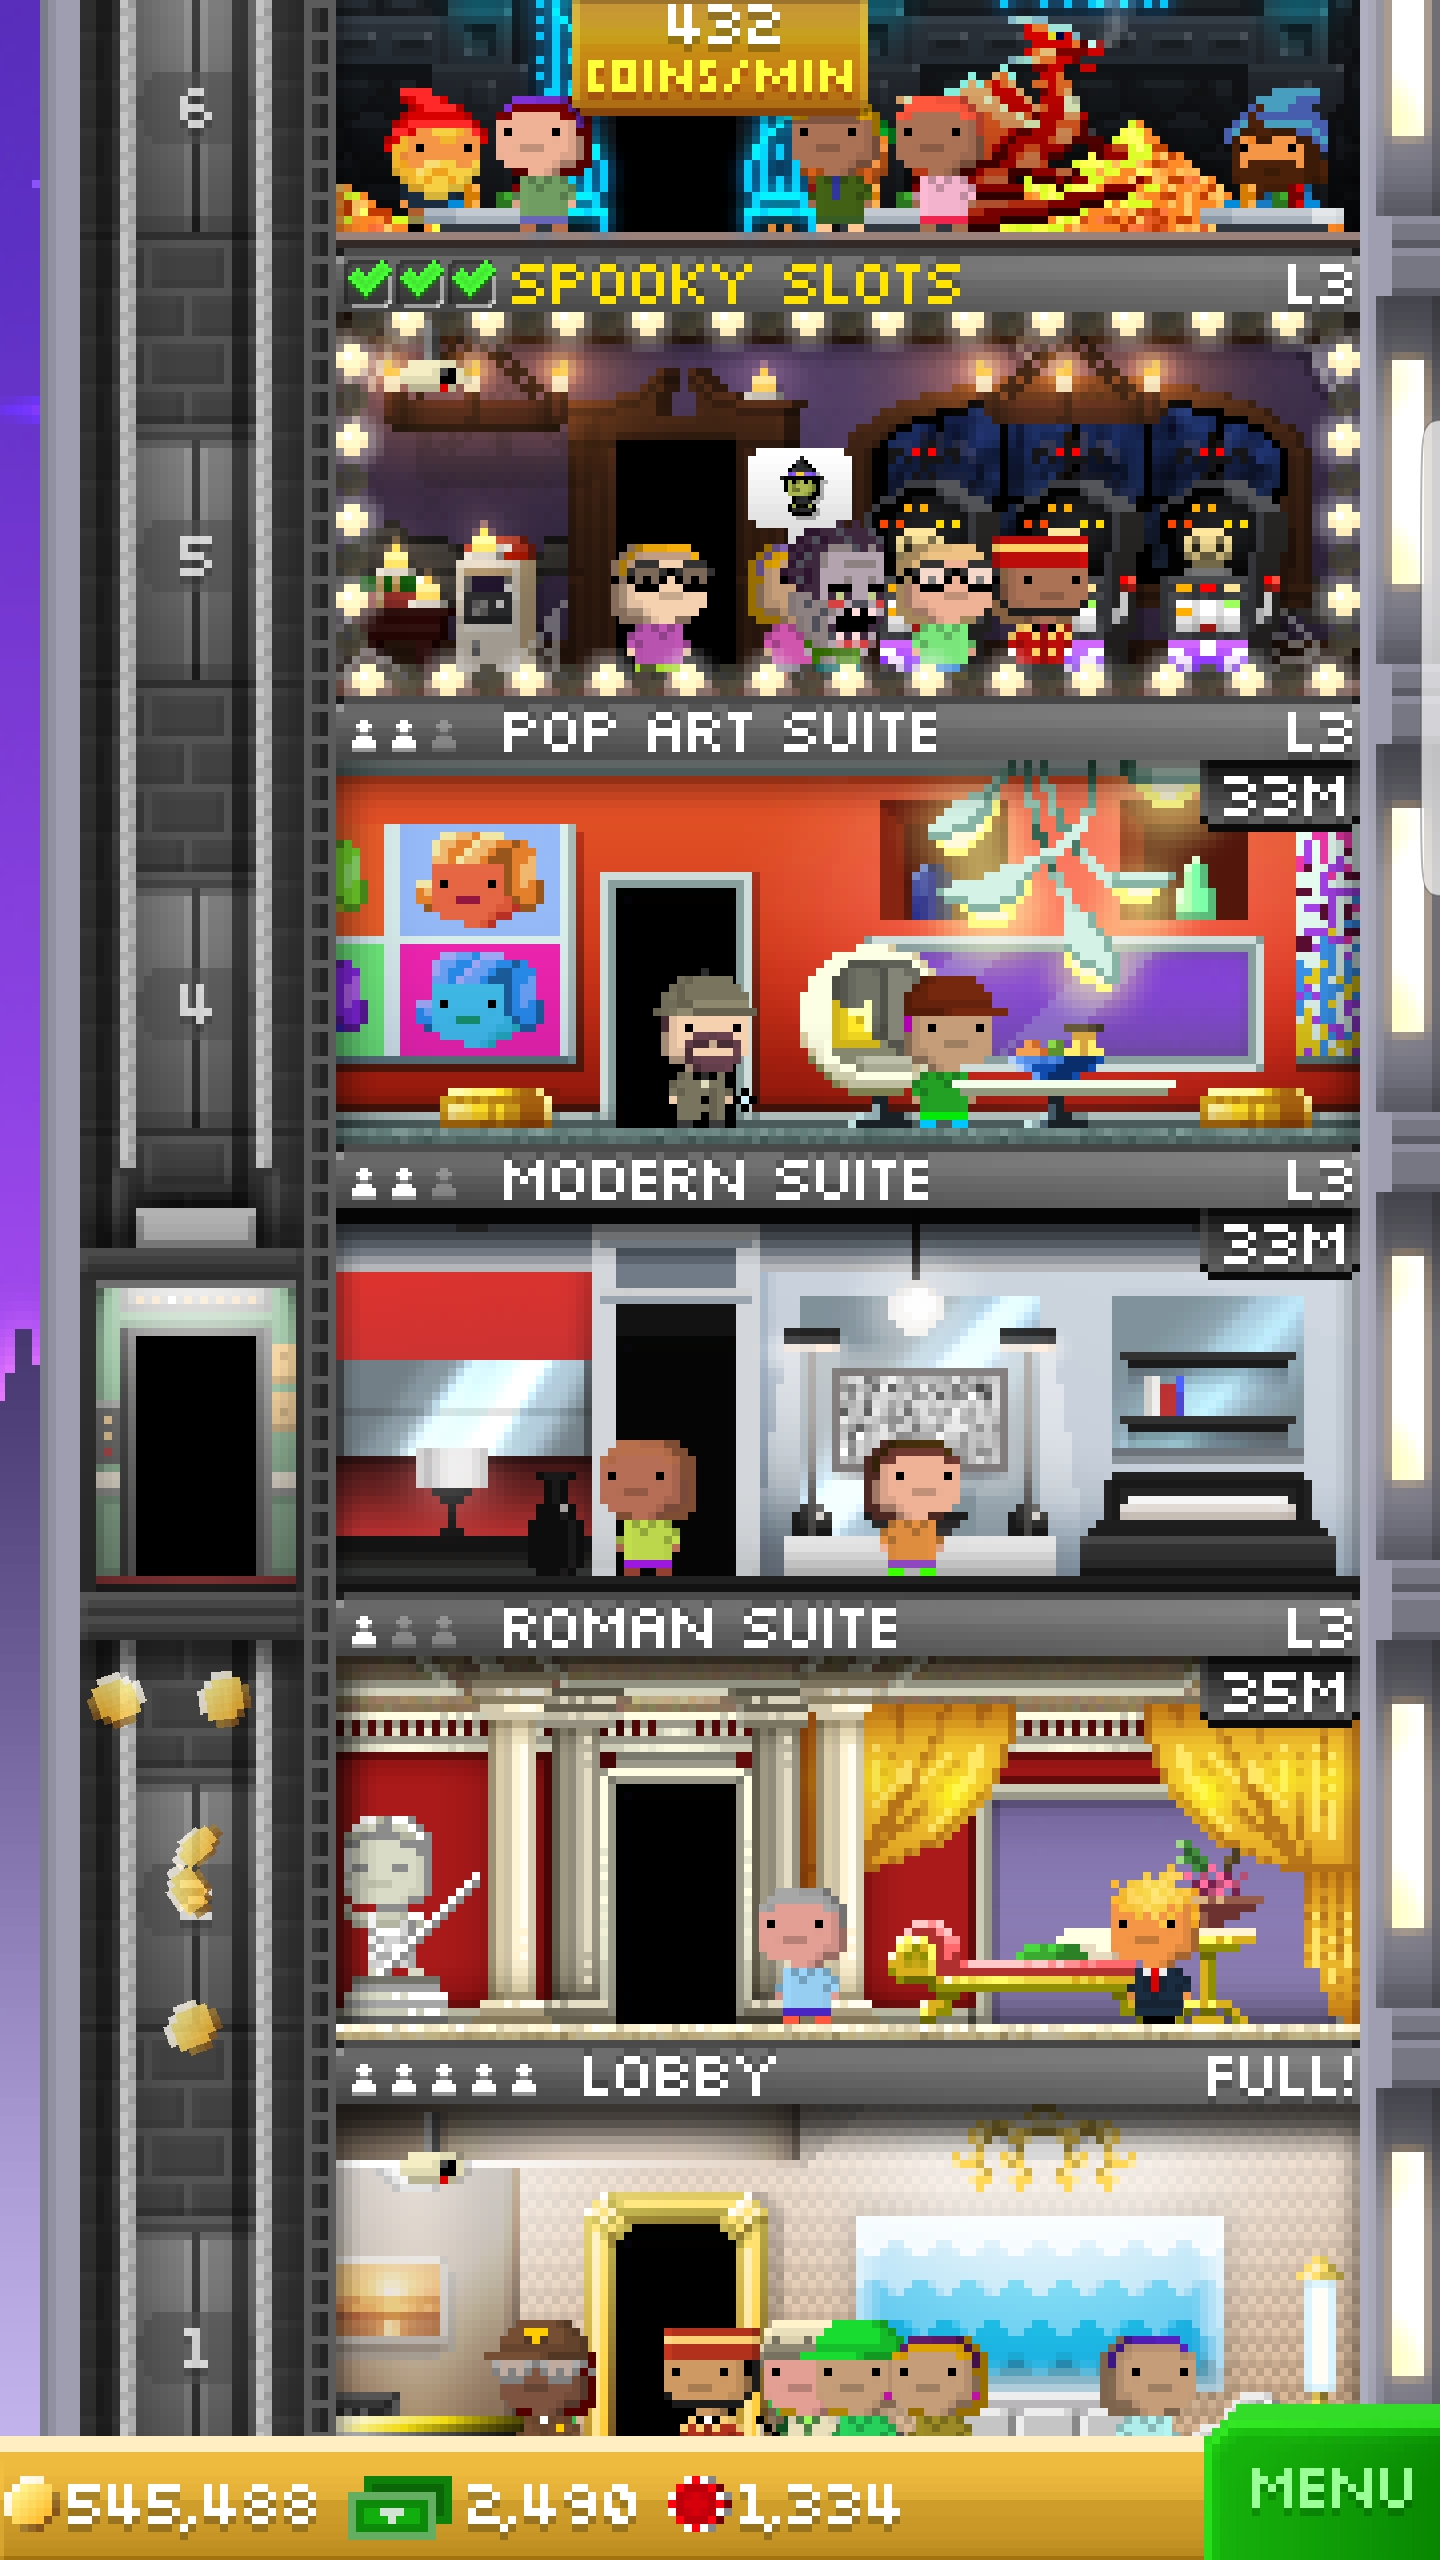 432
COINS/MIN
6
SPOOKY SLOTS L3
5
POP ART SUITE L3
33M
4
MODERN SUITE L3
33M
ROMAN SUITE L3
35M
LOBBY FULL!
1
545,488 2,490 1,334 MENU